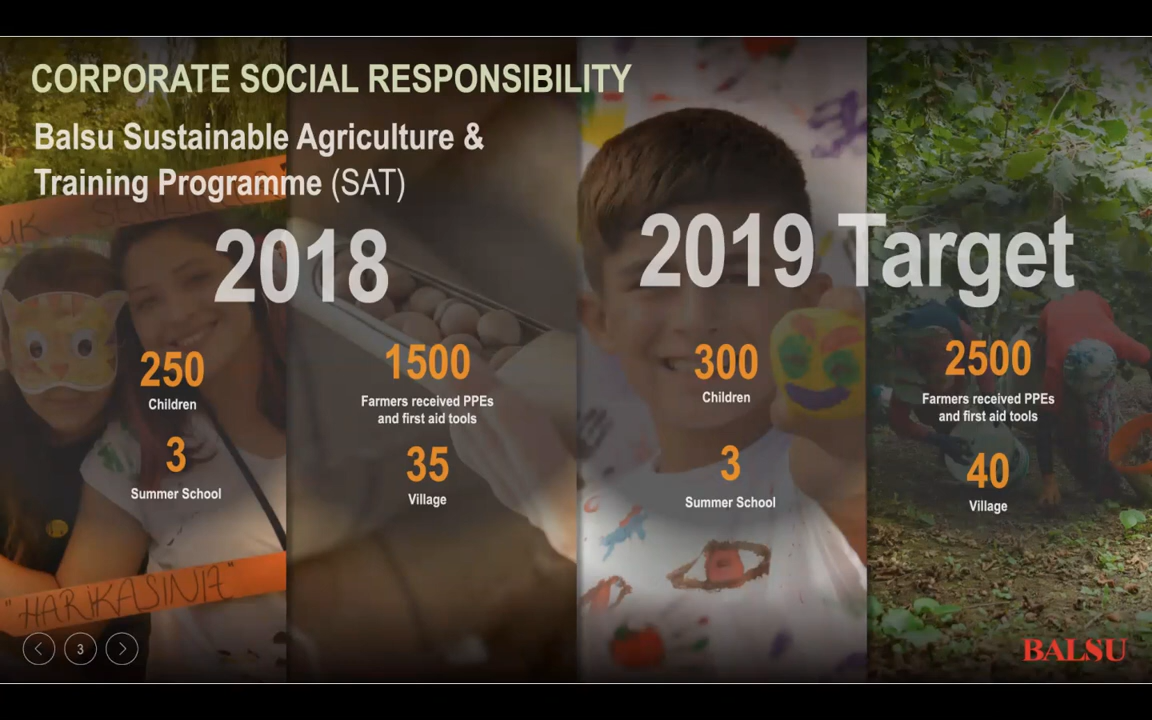 CORPORATE SOCIAL RESPONSIBILITY
Balsu Sustainable Agriculture &
Training Programme (SAT)
2018
2019 Target
250
Children
3
Summer School
1500
Farmers received PPEs
and first aid tools
35
Village
300
Children
3
Summer School
2500
Farmers received PPEs
and first aid tools
40
Village
"HARİKASINIZ"
3
BALSU